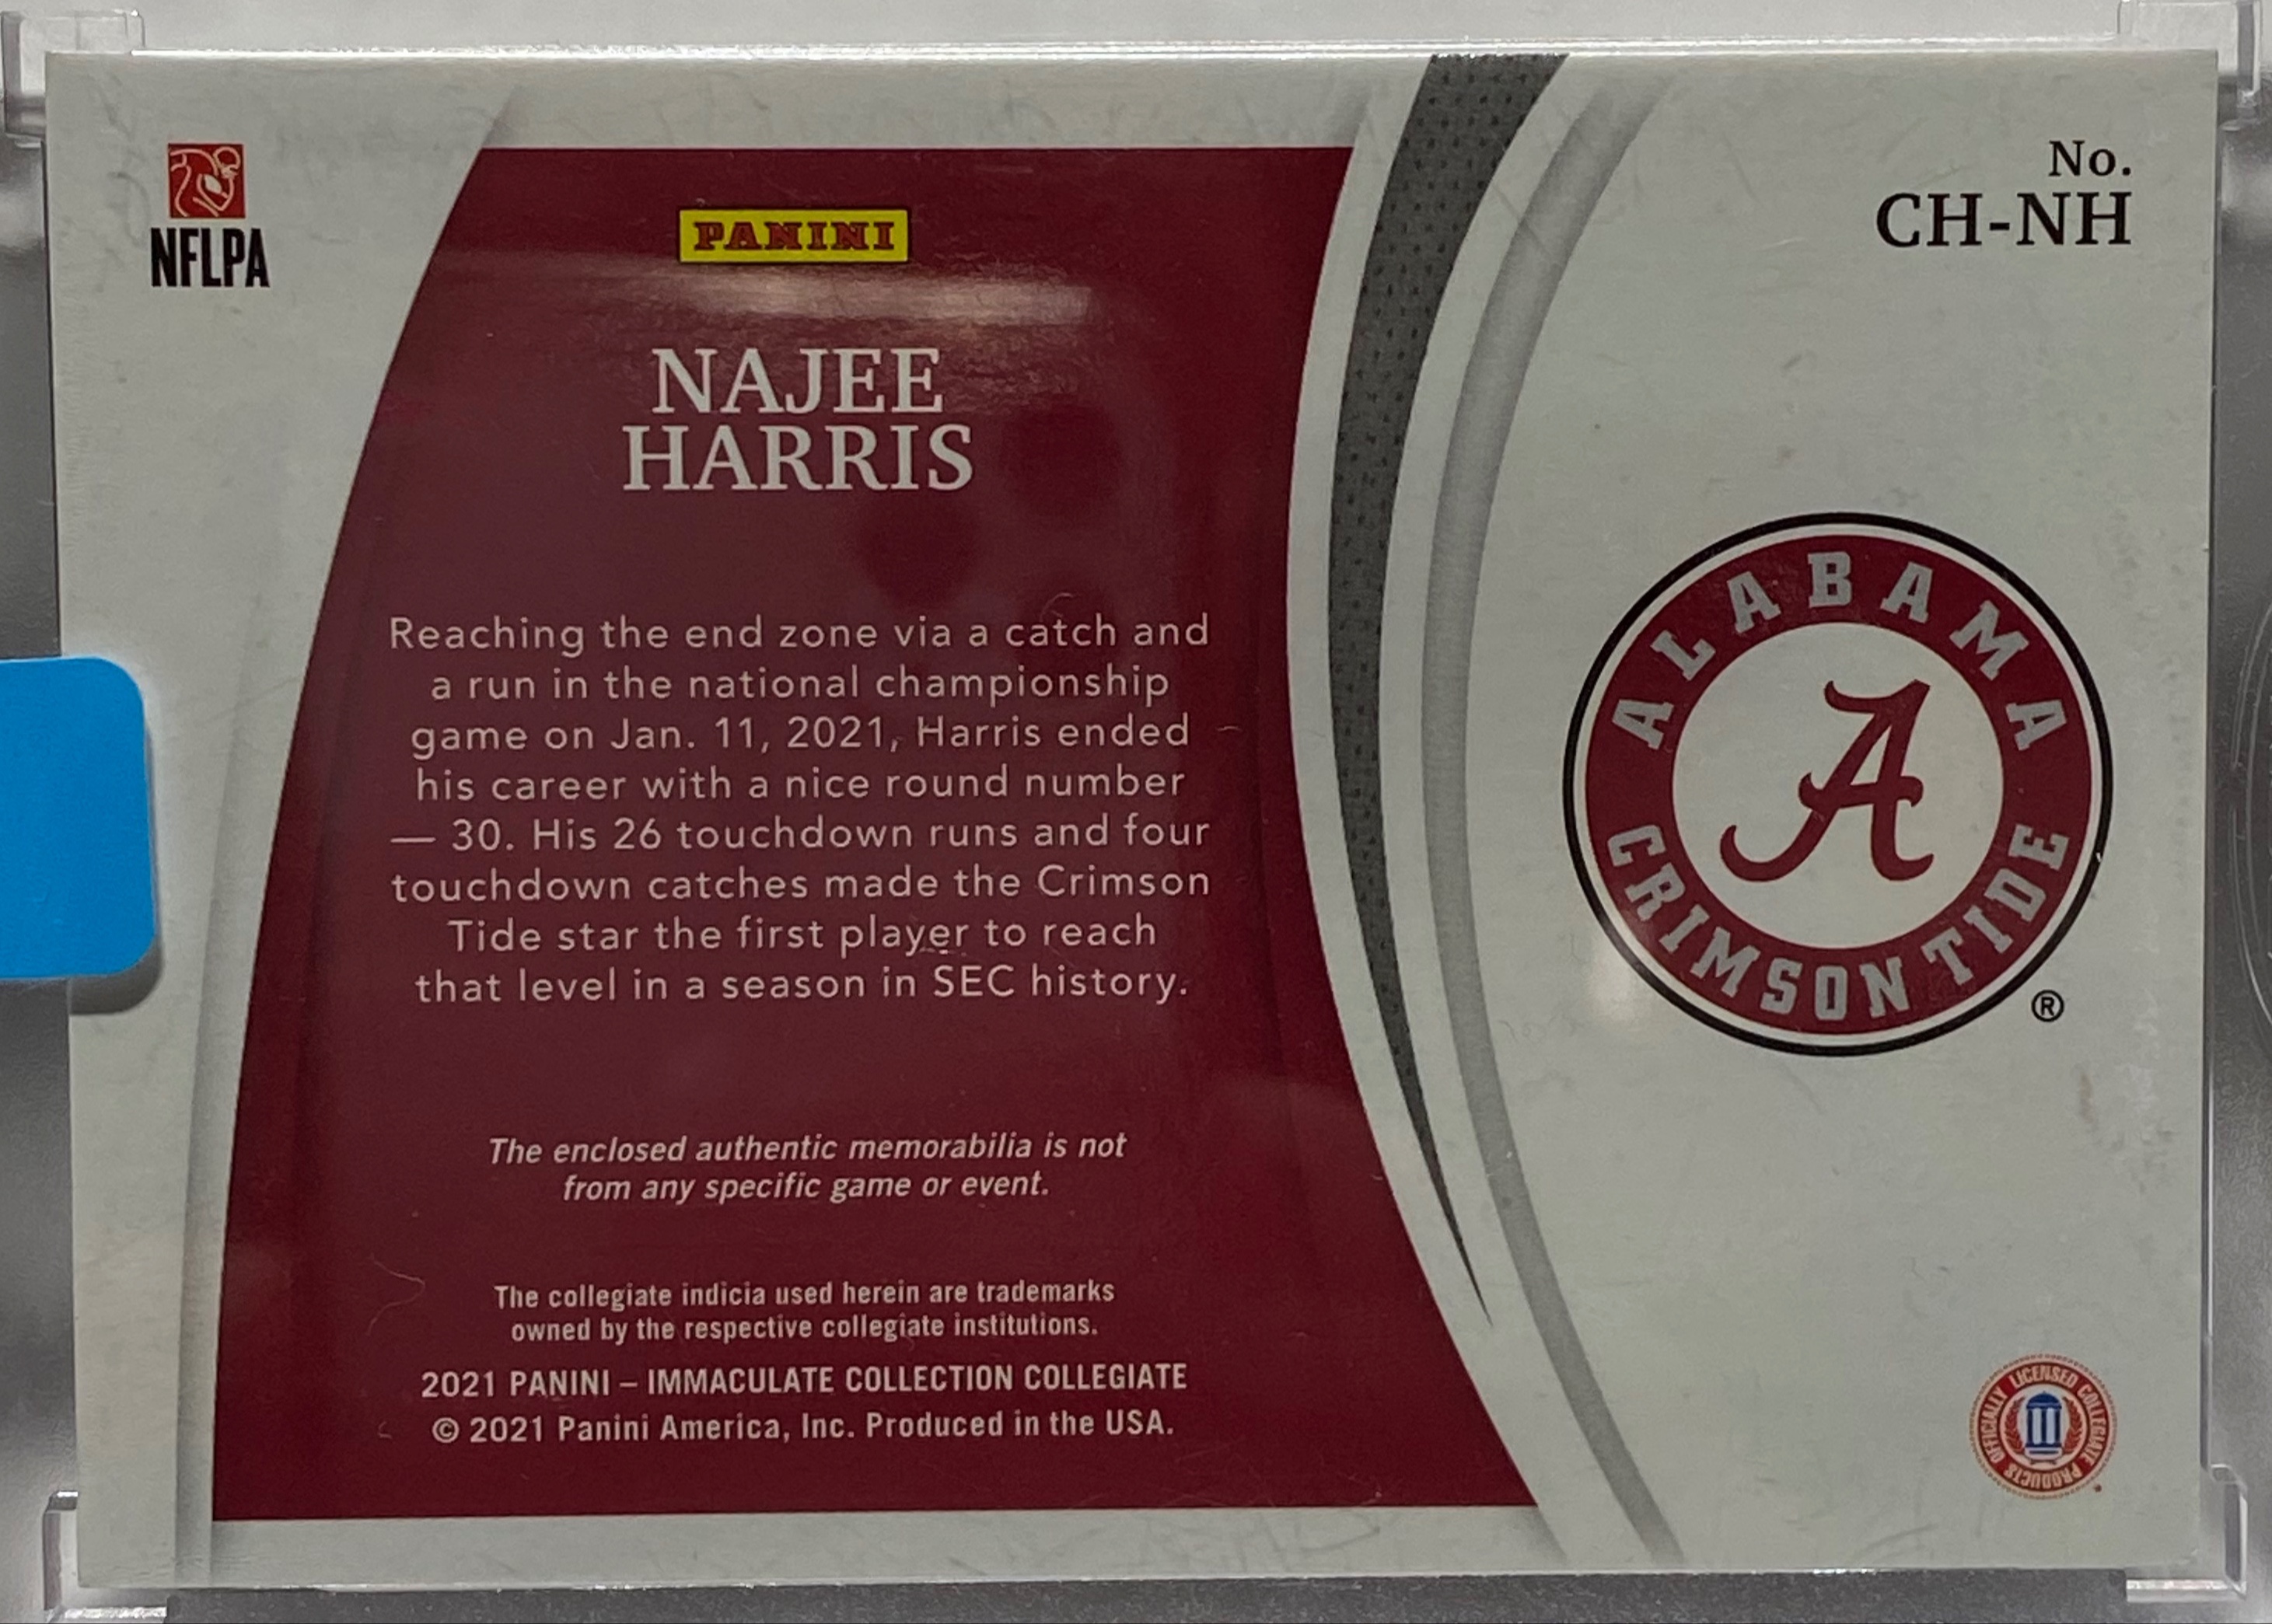 NFLPA
PANINI
No.
CH-NH
NAJEE
HARRIS
Reaching the end zone via a catch and
a run in the national championship
game on Jan. 11, 2021, Harris ended
his career with a nice round number
— 30. His 26 touchdown runs and four
touchdown catches made the Crimson
Tide star the first player to reach
that level in a season in SEC history.
ALABAMA
A
CRIMSON TIDE
®
The enclosed authentic memorabilia is not
from any specific game or event.
The collegiate indicia used herein are trademarks
owned by the respective collegiate institutions.
2021 PANINI – IMMACULATE COLLECTION COLLEGIATE
© 2021 Panini America, Inc. Produced in the USA.
OFFICIALLY LICENSED COLLEGIATE PRODUCTS